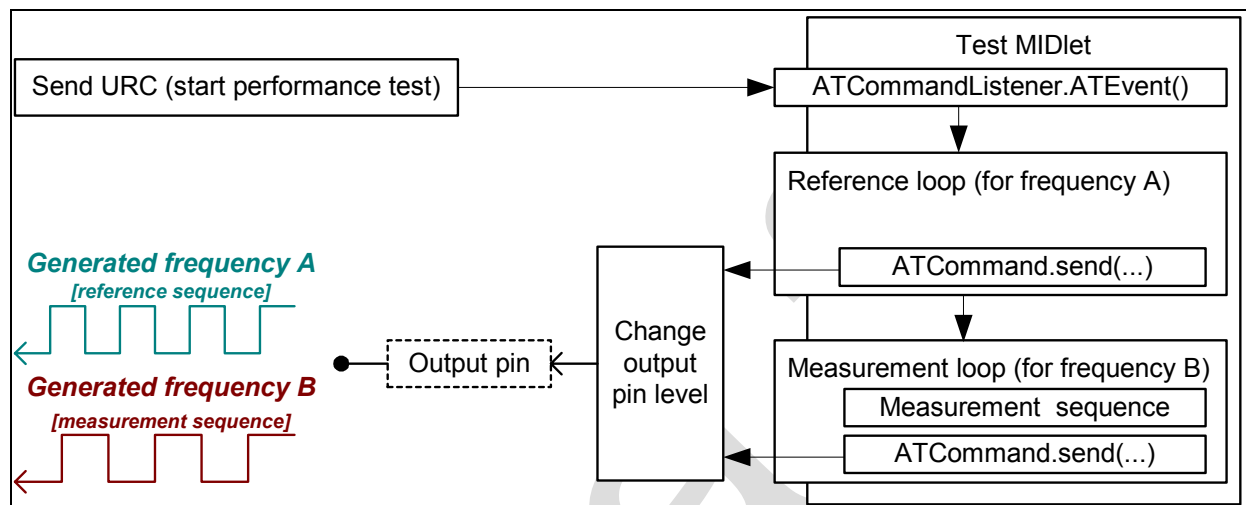 Test MIDlet
Send URC (start performance test)
ATCommandListener.ATEvent()
Reference loop (for frequency A)
ATCommand.send(...)
Generated frequency A
[reference sequence]
Change
output
pin level
Output pin
Generated frequency B
[measurement sequence]
Measurement loop (for frequency B)
Measurement sequence
ATCommand.send(...)